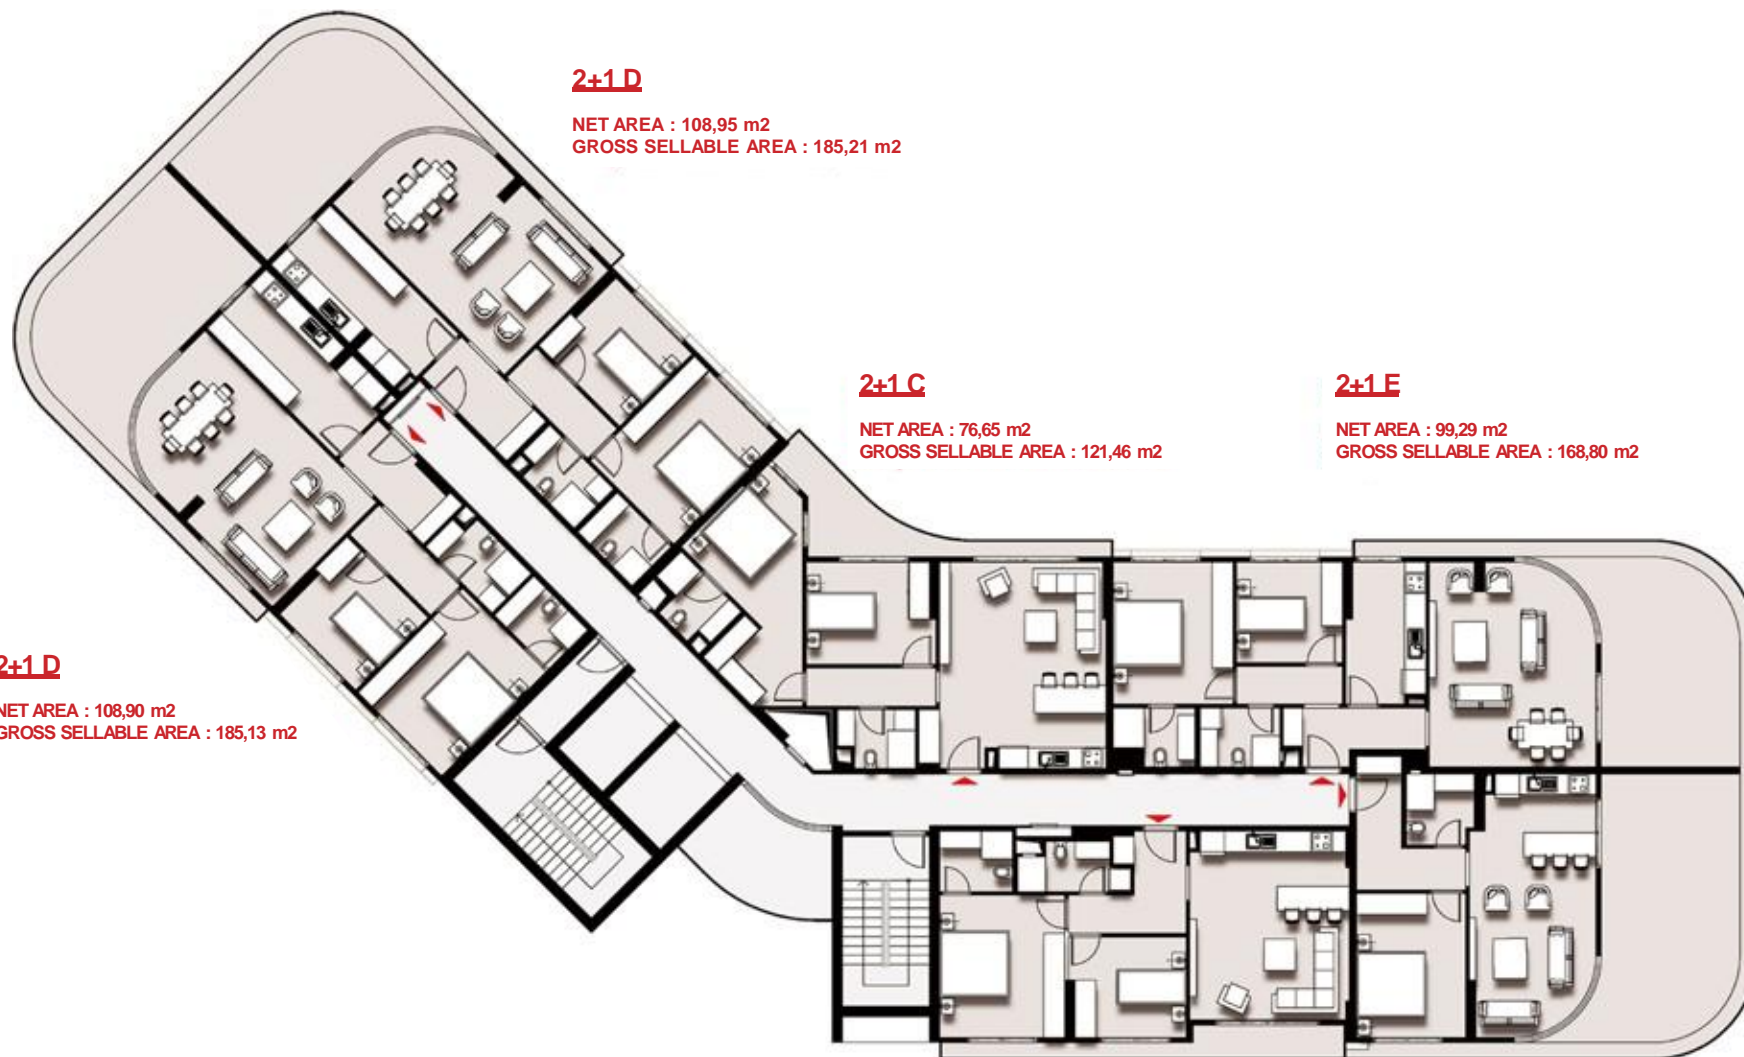 2+1 D
NET AREA : 108,95 m2
GROSS SELLABLE AREA : 185,21 m2
2+1 C
NET AREA : 76,65 m2
GROSS SELLABLE AREA : 121,46 m2
2+1 E
NET AREA : 99,29 m2
GROSS SELLABLE AREA : 168,80 m2
2+1 D
NET AREA : 108,90 m2
GROSS SELLABLE AREA : 185,13 m2